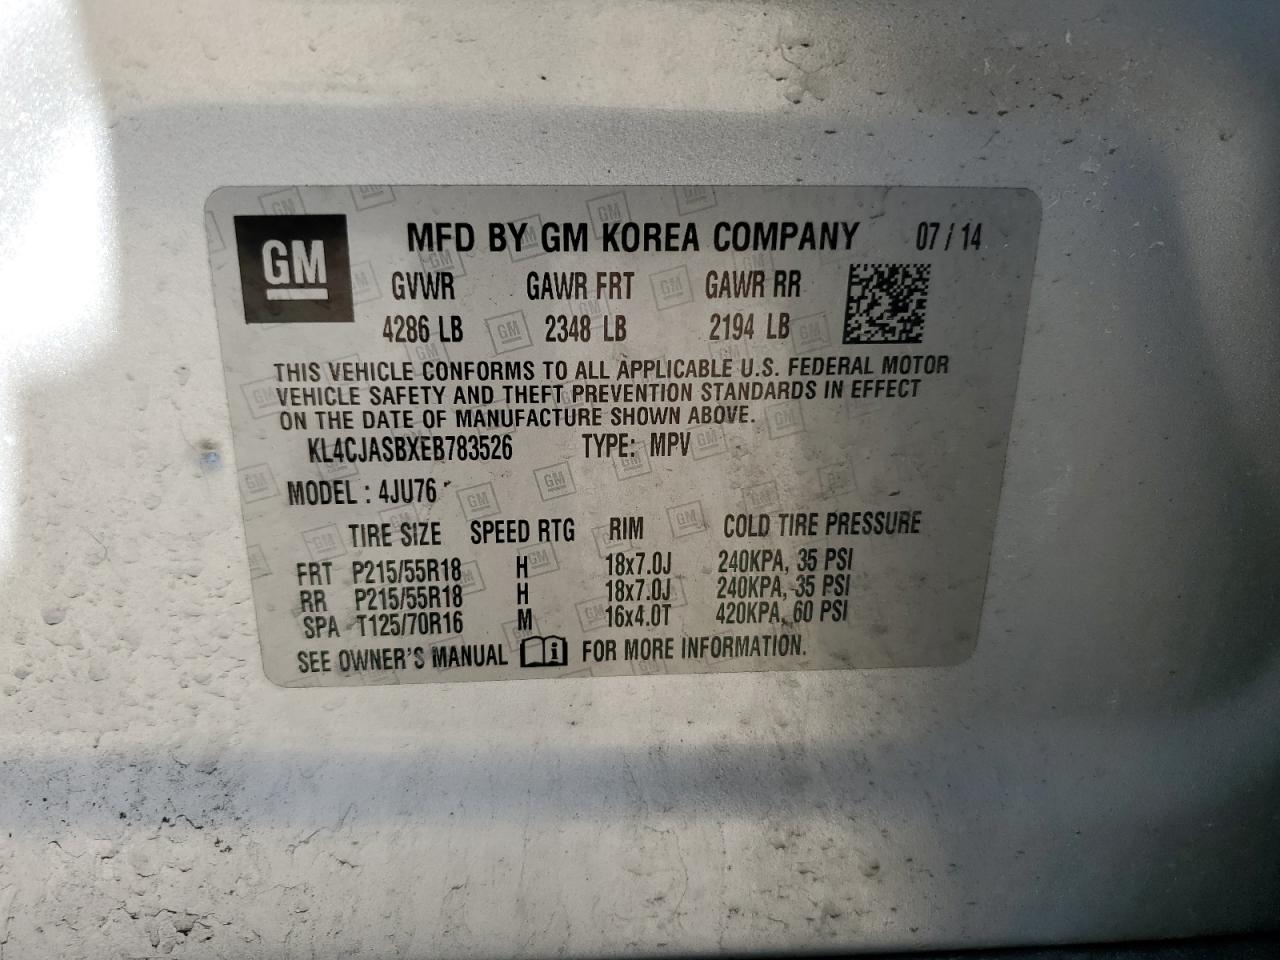 GM
MFD BY GM KOREA COMPANY 07/14
GVWR GAWR FRT GAWR RR
4286 LB 2348 LB 2194 LB
THIS VEHICLE CONFORMS TO ALL APPLICABLE U.S. FEDERAL MOTOR
VEHICLE SAFETY AND THEFT PREVENTION STANDARDS IN EFFECT
ON THE DATE OF MANUFACTURE SHOWN ABOVE.
KL4CJASBXEB783526 TYPE: MPV
MODEL : 4JU76
TIRE SIZE SPEED RTG RIM COLD TIRE PRESSURE
FRT P215/55R18 H 18x7.0J 240KPA, 35 PSI
RR P215/55R18 H 18x7.0J 240KPA, 35 PSI
SPA T125/70R16 M 16x4.0T 420KPA, 60 PSI
SEE OWNER'S MANUAL i FOR MORE INFORMATION.